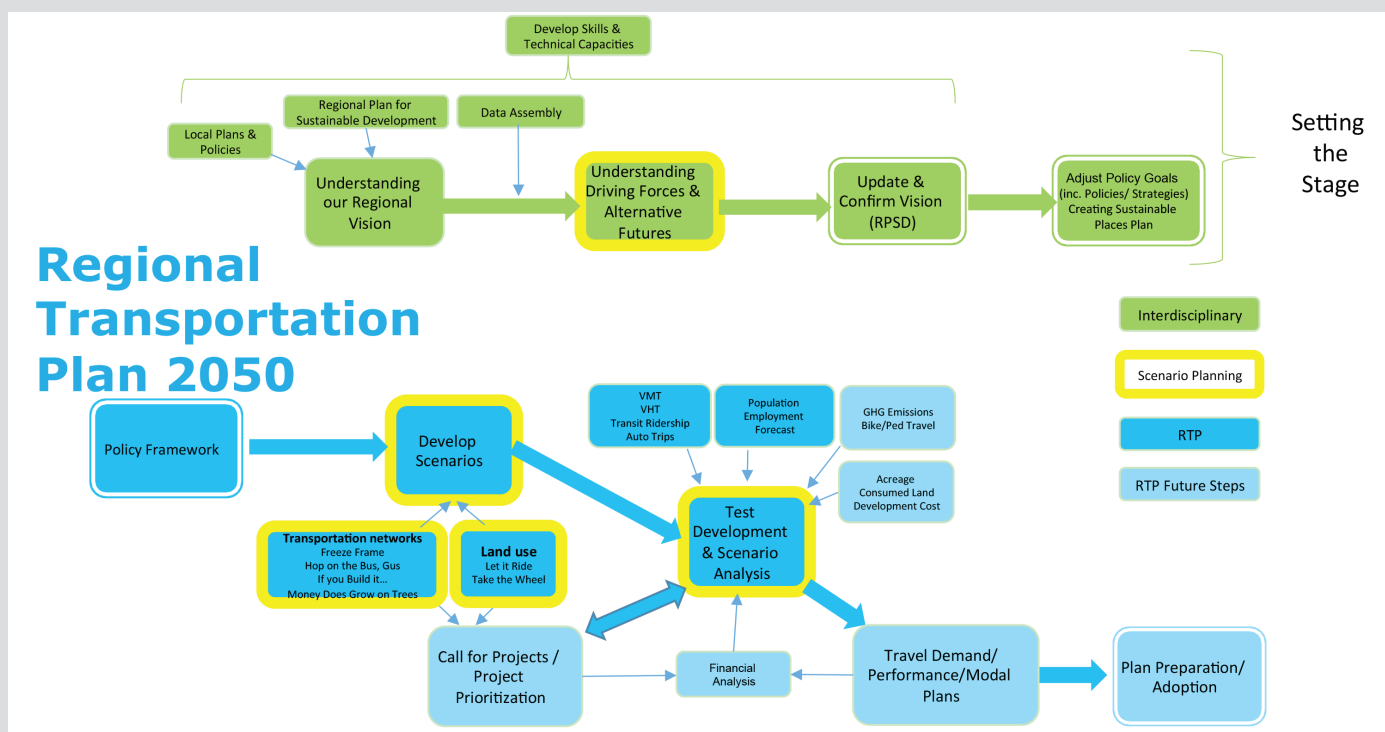 Develop Skills &
Technical Capacities
Regional Plan for
Sustainable Development
Data Assembly
Local Plans &
Policies
Understanding
our Regional
Vision
Understanding
Driving Forces &
Alternative
Futures
Update &
Confirm Vision
(RPSD)
Adjust Policy Goals
(inc. Policies/ Strategies)
Creating Sustainable
Places Plan
Setting
the
Stage
Regional
Transportation
Plan 2050
Interdisciplinary
Scenario Planning
RTP
RTP Future Steps
Policy Framework
Develop
Scenarios
VMT
VHT
Transit Ridership
Auto Trips
Population
Employment
Forecast
GHG Emissions
Bike/Ped Travel
Acreage
Consumed Land
Development Cost
Test
Development
& Scenario
Analysis
Transportation networks
Freeze Frame
Hop on the Bus, Gus
If you Build it...
Money Does Grow on Trees
Land use
Let it Ride
Take the Wheel
Call for Projects /
Project
Prioritization
Financial
Analysis
Travel Demand/
Performance/Modal
Plans
Plan Preparation/
Adoption